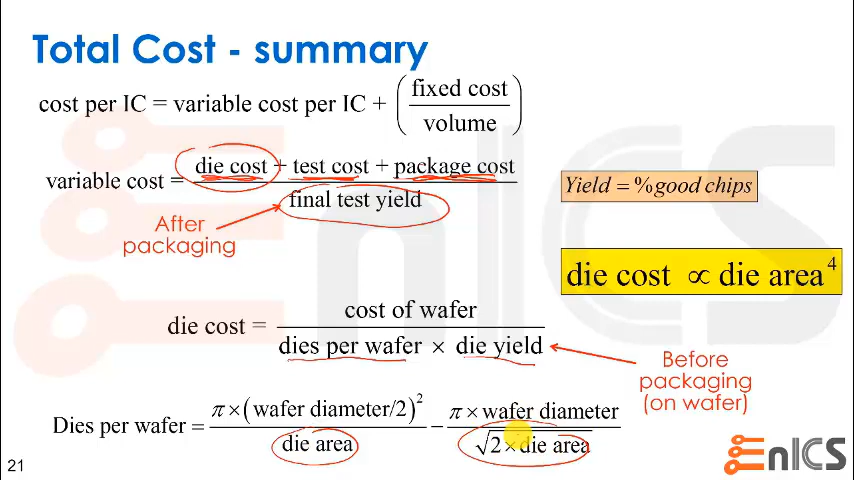 Total Cost - summary
cost per IC = variable cost per IC + (fixed cost / volume)
variable cost = die cost + test cost + package cost / final test yield
After packaging
Yield = %good chips
die cost ∝ die area⁴
die cost = cost of wafer / dies per wafer × die yield
Before packaging (on wafer)
Dies per wafer = π × (wafer diameter/2)² / die area − π × wafer diameter / √2 × die area
21
EnICS